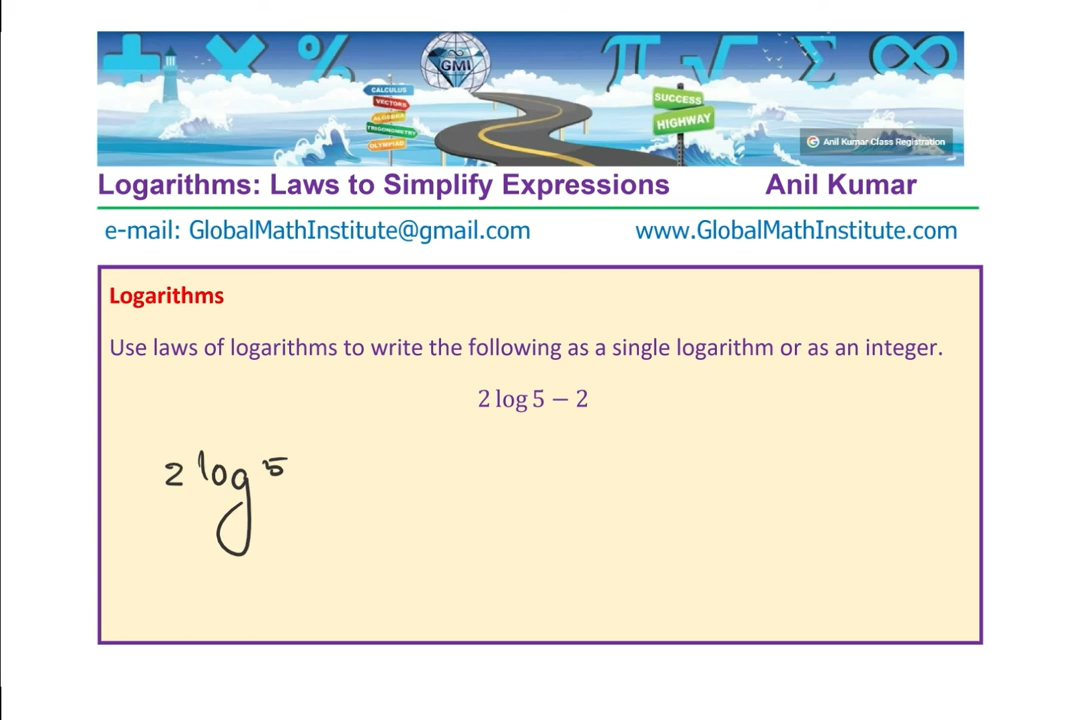 GMI
CALCULUS
VECTORS
ALGEBRA
TRIGONOMETRY
OLYMPIAD
SUCCESS
HIGHWAY
Anil Kumar Class Registration
Logarithms: Laws to Simplify Expressions Anil Kumar
e-mail: GlobalMathInstitute@gmail.com www.GlobalMathInstitute.com
Logarithms
Use laws of logarithms to write the following as a single logarithm or as an integer.
2 log 5 − 2
2 log 5